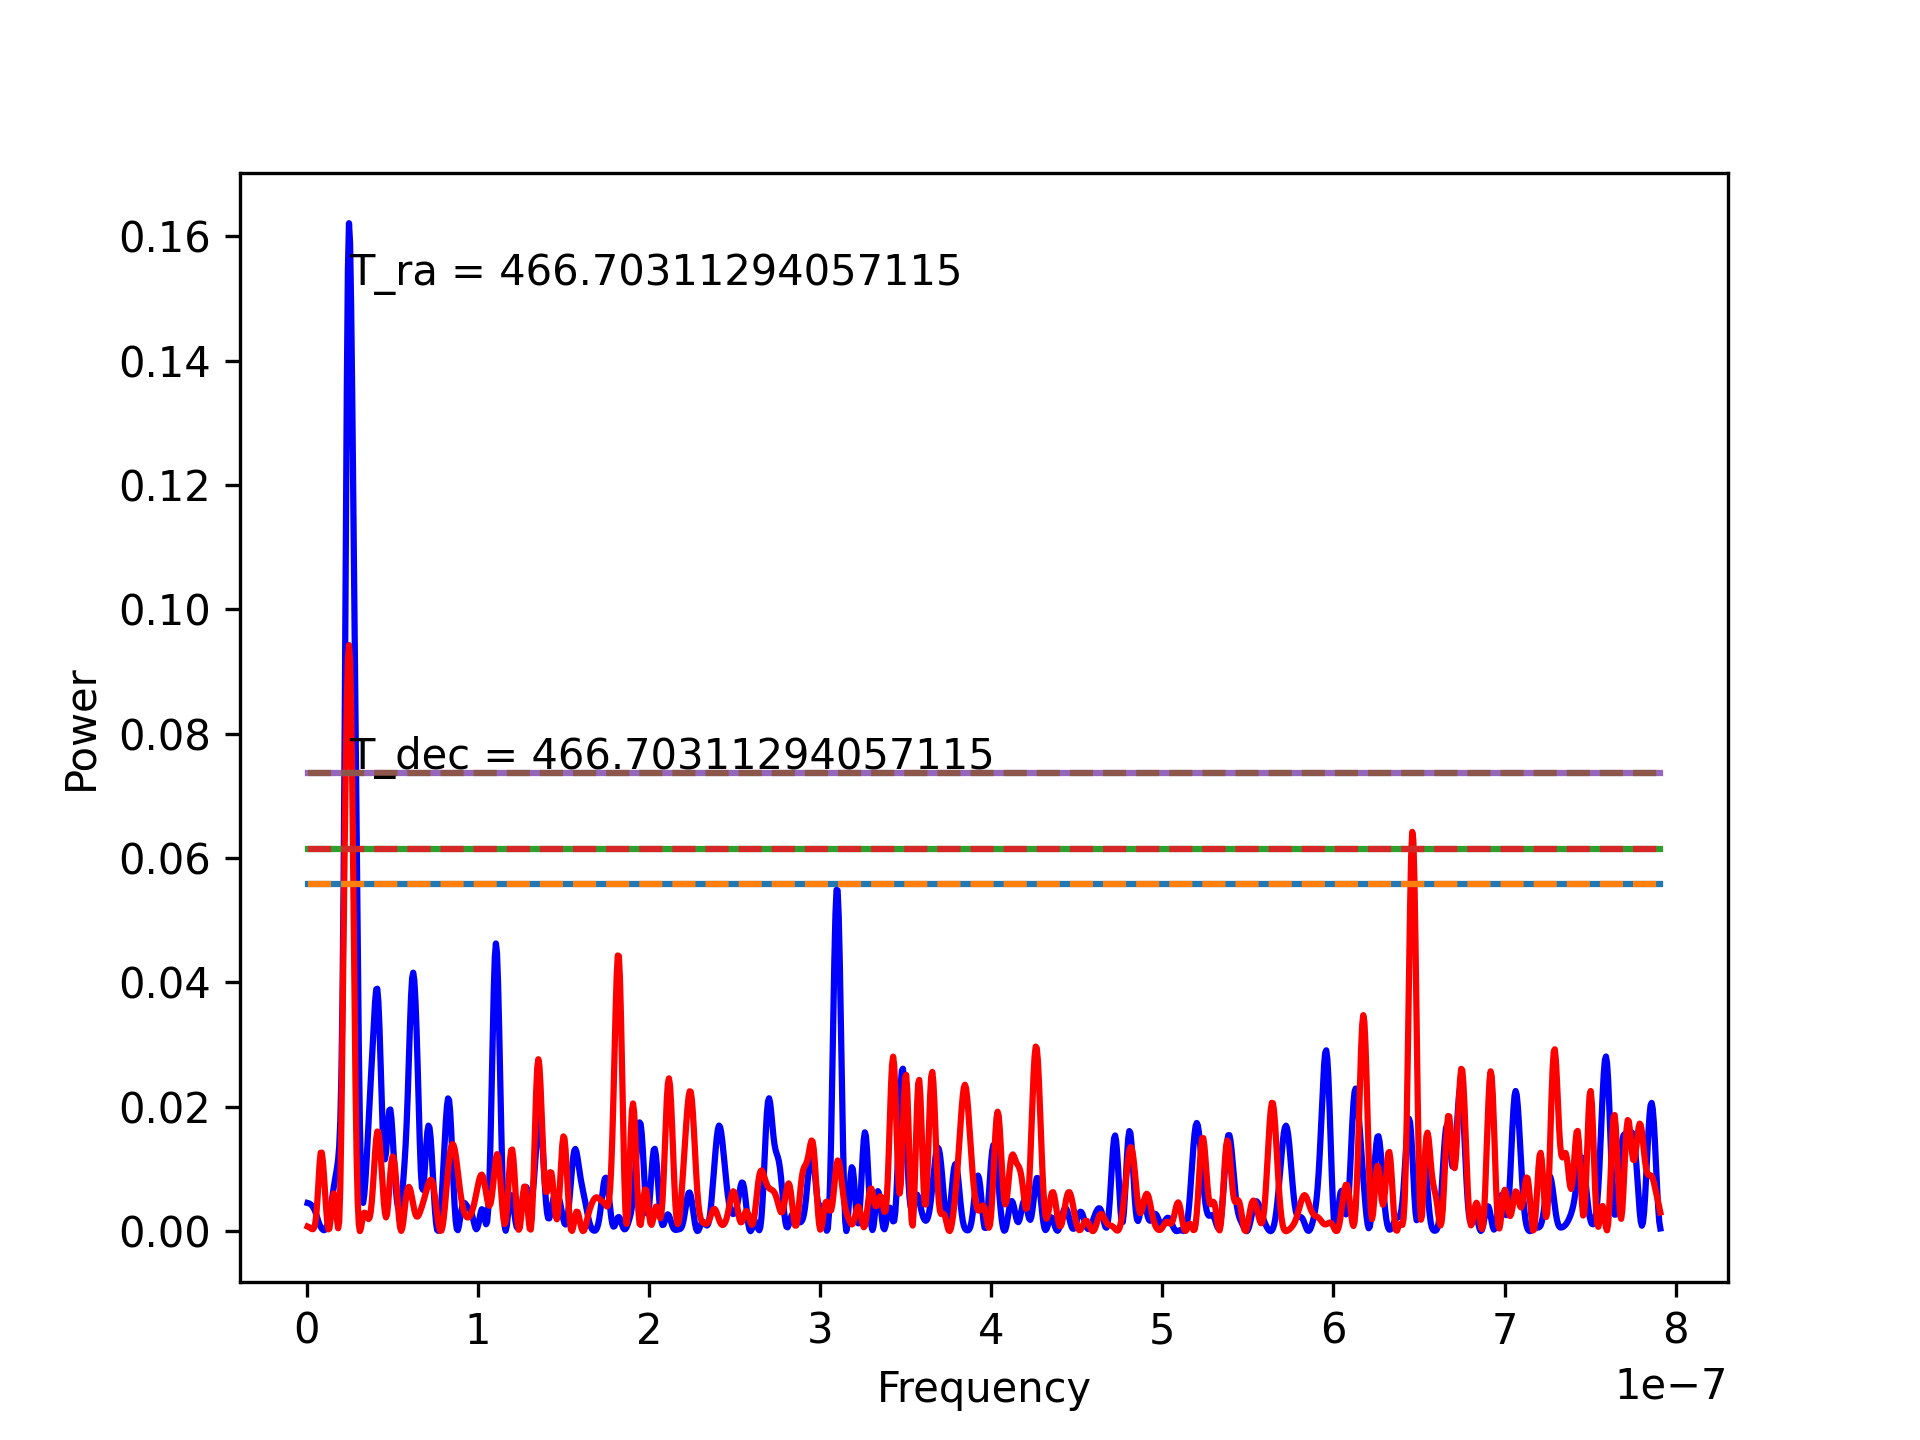 0.16
T_ra = 466.70311294057115
0.14
0.12
0.10
Power
0.08
T_dec = 466.70311294057115
0.06
0.04
0.02
0.00
0 1 2 3 4 5 6 7 8
Frequency
1e−7